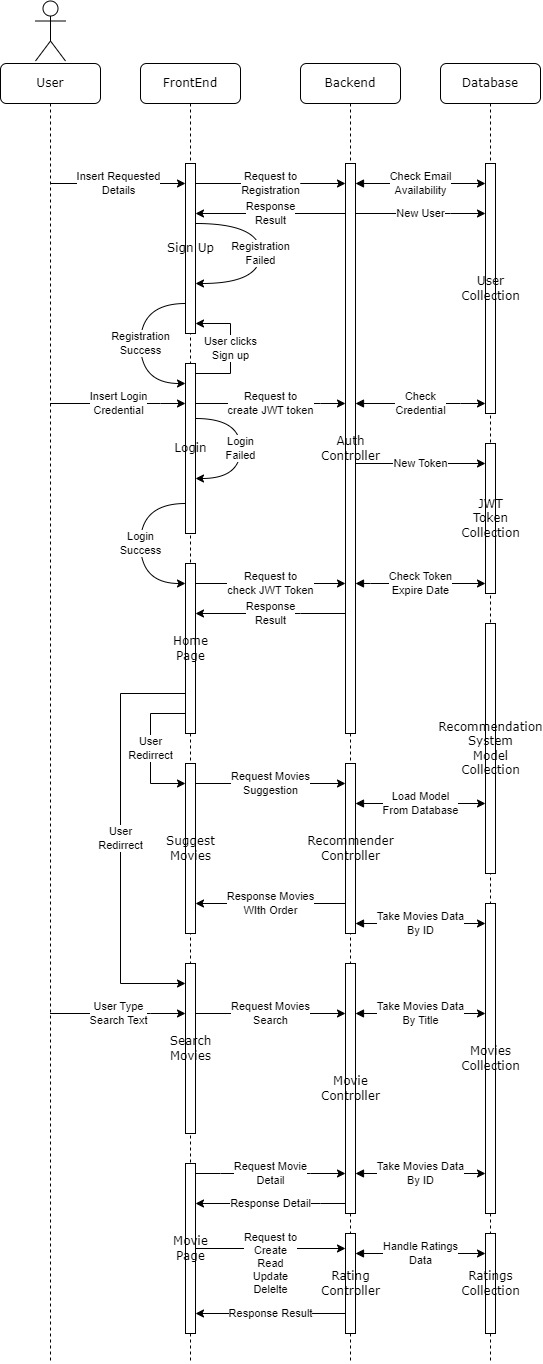 User
FrontEnd
Backend
Database
Insert Requested
Details
Request to
Registration
Check Email
Availability
Response
Result
New User
Sign Up
Registration
Failed
User
Collection
Registration
Success
User clicks
Sign up
Insert Login
Credential
Request to
create JWT token
Check
Credential
Login
Login
Failed
Auth
Controller
New Token
JWT
Token
Collection
Login
Success
Request to
check JWT Token
Check Token
Expire Date
Response
Result
Home
Page
Recommendation
System
Model
Collection
User
Redirrect
Request Movies
Suggestion
Load Model
From Database
User
Redirrect
Suggest
Movies
Recommender
Controller
Response Movies
WIth Order
Take Movies Data
By ID
User Type
Search Text
Request Movies
Search
Take Movies Data
By Title
Search
Movies
Movies
Collection
Movie
Controller
Request Movie
Detail
Take Movies Data
By ID
Response Detail
Movie
Page
Request to
Create
Read
Update
Delelte
Handle Ratings
Data
Rating
Controller
Ratings
Collection
Response Result